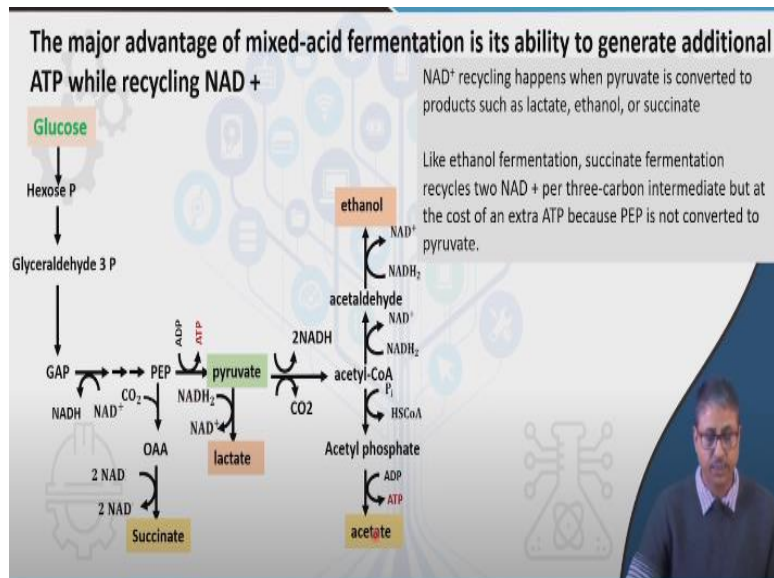 The major advantage of mixed-acid fermentation is its ability to generate additional
ATP while recycling NAD +
NAD⁺ recycling happens when pyruvate is converted to
products such as lactate, ethanol, or succinate
Like ethanol fermentation, succinate fermentation
recycles two NAD + per three-carbon intermediate but at
the cost of an extra ATP because PEP is not converted to
pyruvate.
Glucose
Hexose P
Glyceraldehyde 3 P
GAP
NADH
NAD⁺
PEP
CO₂
OAA
2 NAD
2 NAD
Succinate
ADP
ATP
pyruvate
NADH₂
NAD⁺
lactate
2NADH
CO2
acetyl-CoA
NAD⁺
NADH₂
acetaldehyde
NAD⁺
NADH₂
ethanol
Pᵢ
HSCoA
Acetyl phosphate
ADP
ATP
acetate